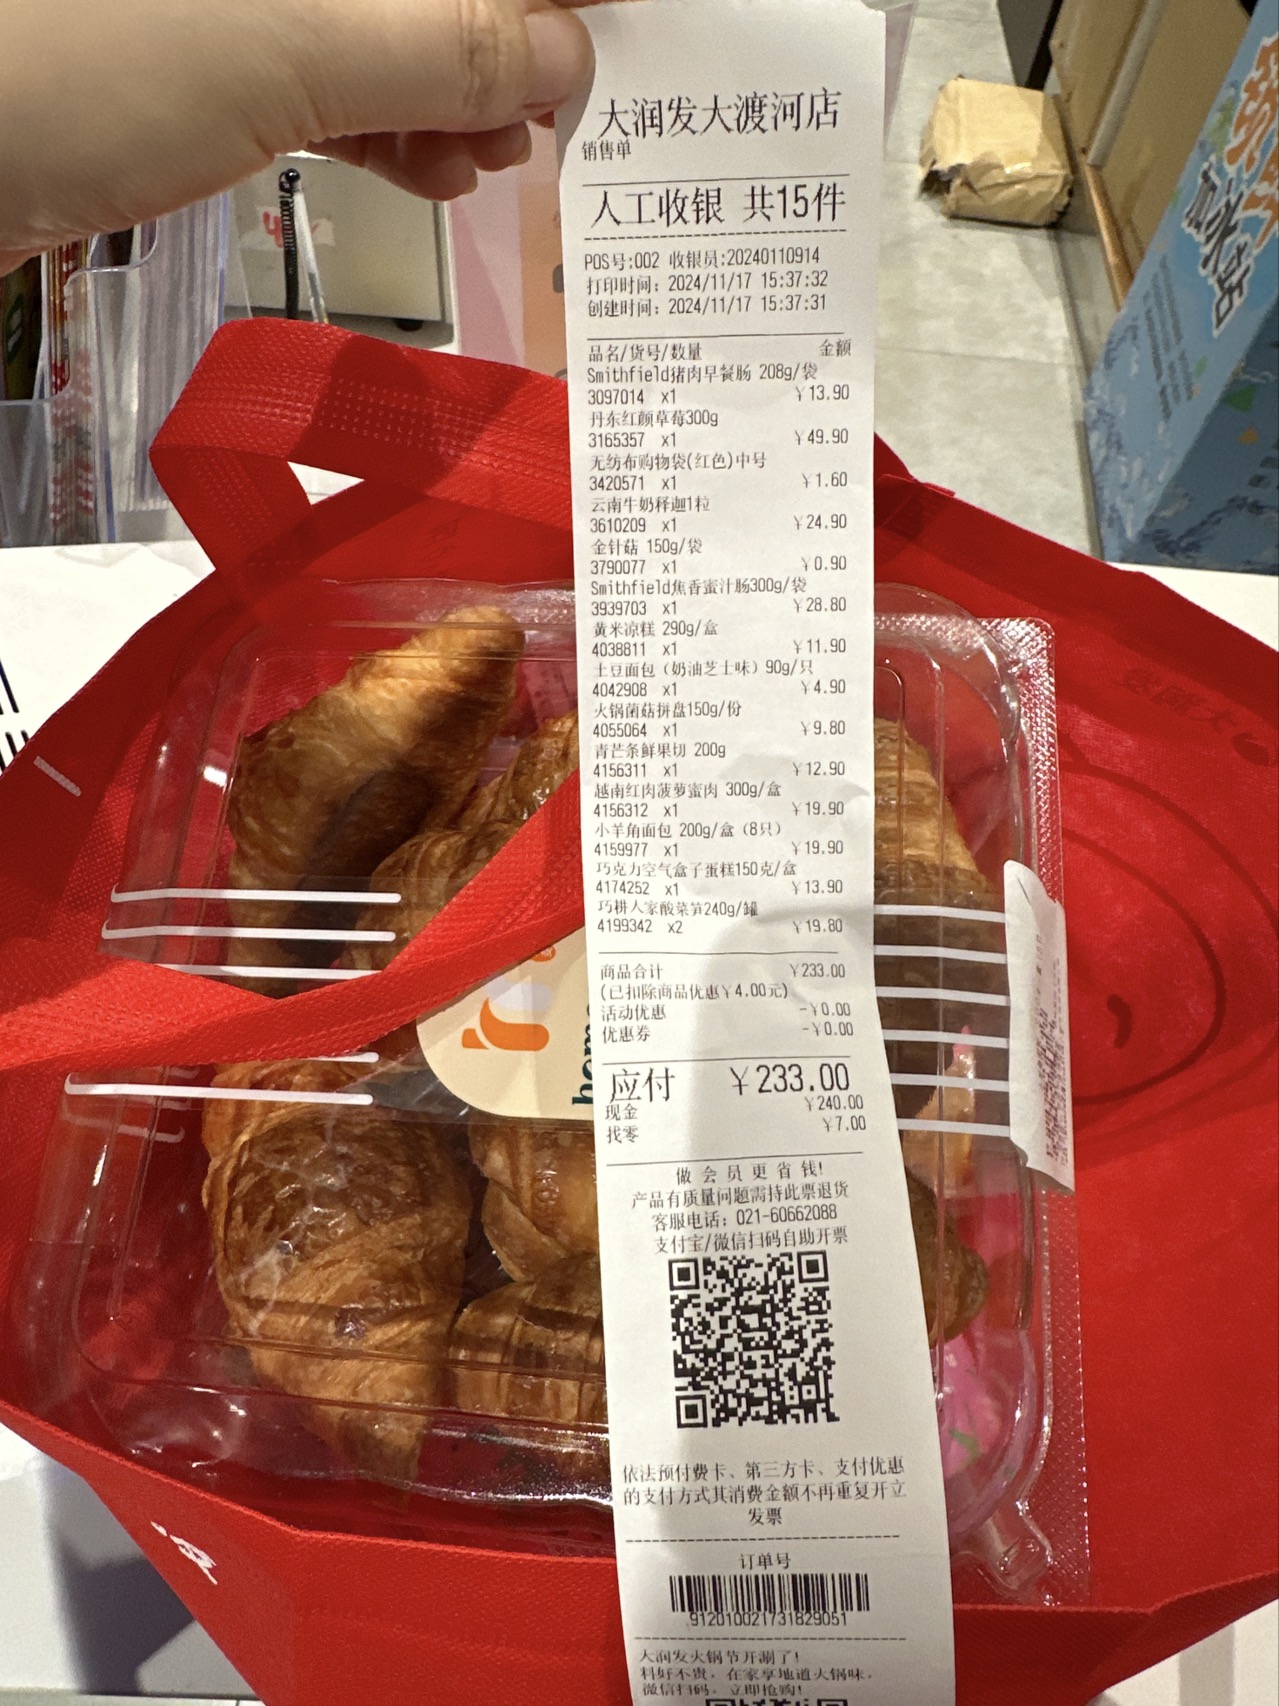 大润发大渡河店
销售单
人工收银 共15件
POS号:002 收银员:20240110914
打印时间: 2024/11/17 15:37:32
创建时间: 2024/11/17 15:37:31
品名/货号/数量 金额
Smithfield猪肉早餐肠 208g/袋
3097014 x1 ¥13.90
丹东红颜草莓300g
3165357 x1 ¥49.90
无纺布购物袋(红色)中号
3420571 x1 ¥1.60
云南牛奶释迦1粒
3610209 x1 ¥24.90
金针菇 150g/袋
3790077 x1 ¥0.90
Smithfield焦香蜜汁肠300g/袋
3939703 x1 ¥28.80
黄米凉糕 290g/盒
4038811 x1 ¥11.90
土豆面包（奶油芝士味）90g/只
4042908 x1 ¥4.90
火锅菌菇拼盘150g/份
4055064 x1 ¥9.80
青芒条鲜果切 200g
4156311 x1 ¥12.90
越南红肉菠萝蜜肉 300g/盒
4156312 x1 ¥19.90
小羊角面包 200g/盒（8只）
4159977 x1 ¥19.90
巧克力空气盒子蛋糕150克/盒
4174252 x1 ¥13.90
巧耕人家酸菜笋240g/罐
4199342 x2 ¥19.80
商品合计 ¥233.00
(已扣除商品优惠¥4.00元)
活动优惠 -¥0.00
优惠券 -¥0.00
应付 ¥233.00
现金 ¥240.00
找零 ¥7.00
做会员更省钱!
产品有质量问题需持此票退货
客服电话: 021-60662088
支付宝/微信扫码自助开票
依法预付费卡、第三方卡、支付优惠
的支付方式其消费金额不再重复开立
发票
订单号
912010021731829051
大润发火锅节开涮了!
料好不贵，在家享地道火锅味，
微信扫码，立即抢购!
加水站